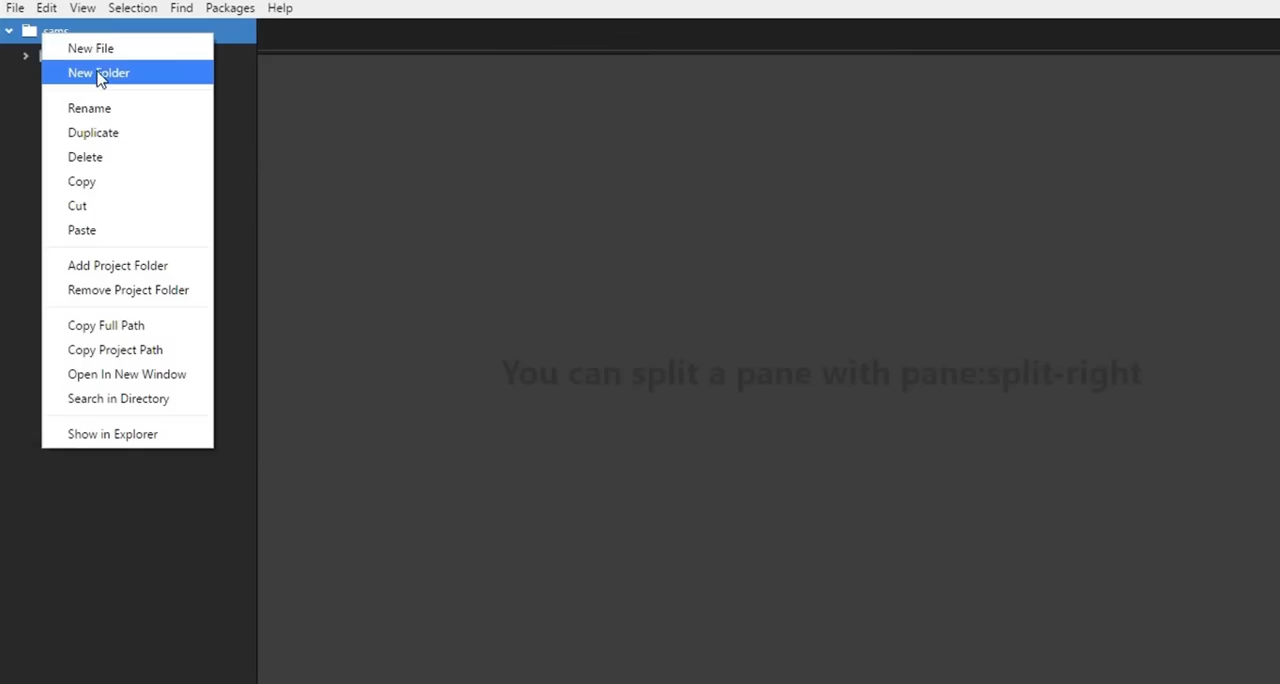 File Edit View Selection Find Packages Help
New File
New Folder
Rename
Duplicate
Delete
Copy
Cut
Paste
Add Project Folder
Remove Project Folder
Copy Full Path
Copy Project Path
Open In New Window
Search in Directory
Show in Explorer
You can split a pane with pane:split-right